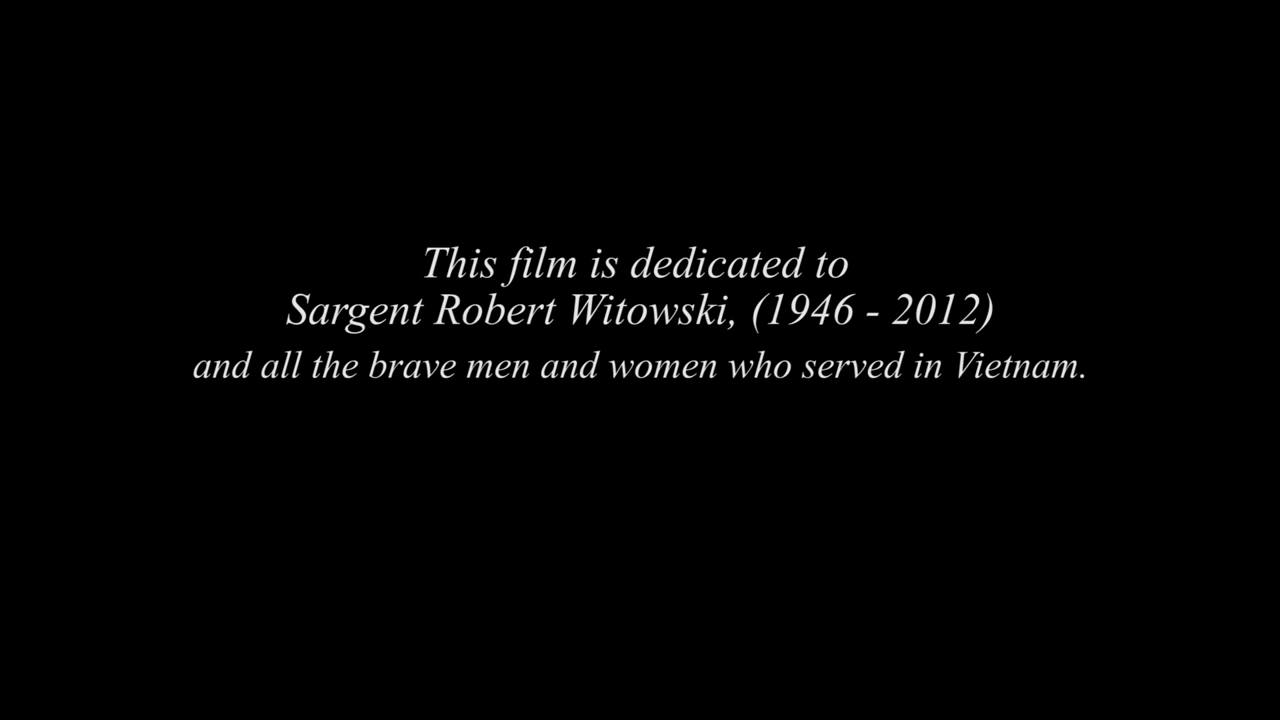 This film is dedicated to
Sargent Robert Witowski, (1946 - 2012)
and all the brave men and women who served in Vietnam.